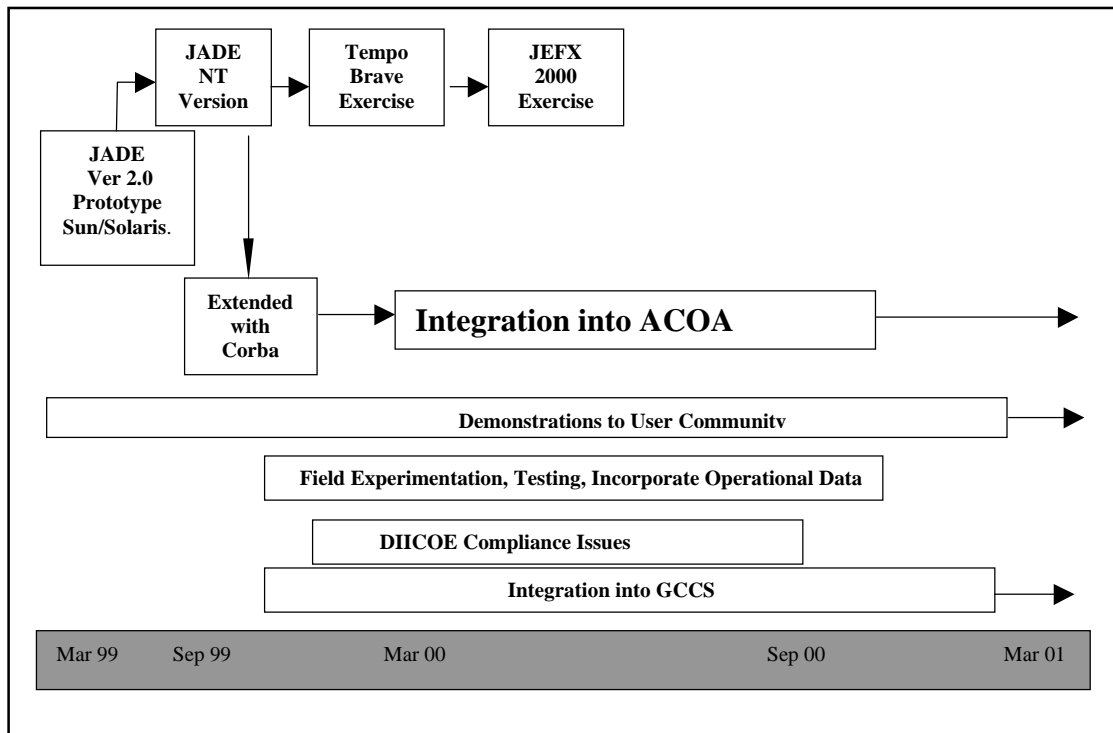 JADE
NT
Version
Tempo
Brave
Exercise
JEFX
2000
Exercise
JADE
Ver 2.0
Prototype
Sun/Solaris.
Extended
with
Corba
Integration into ACOA
Demonstrations to User Community
Field Experimentation, Testing, Incorporate Operational Data
DIICOE Compliance Issues
Integration into GCCS
Mar 99 Sep 99 Mar 00 Sep 00 Mar 01